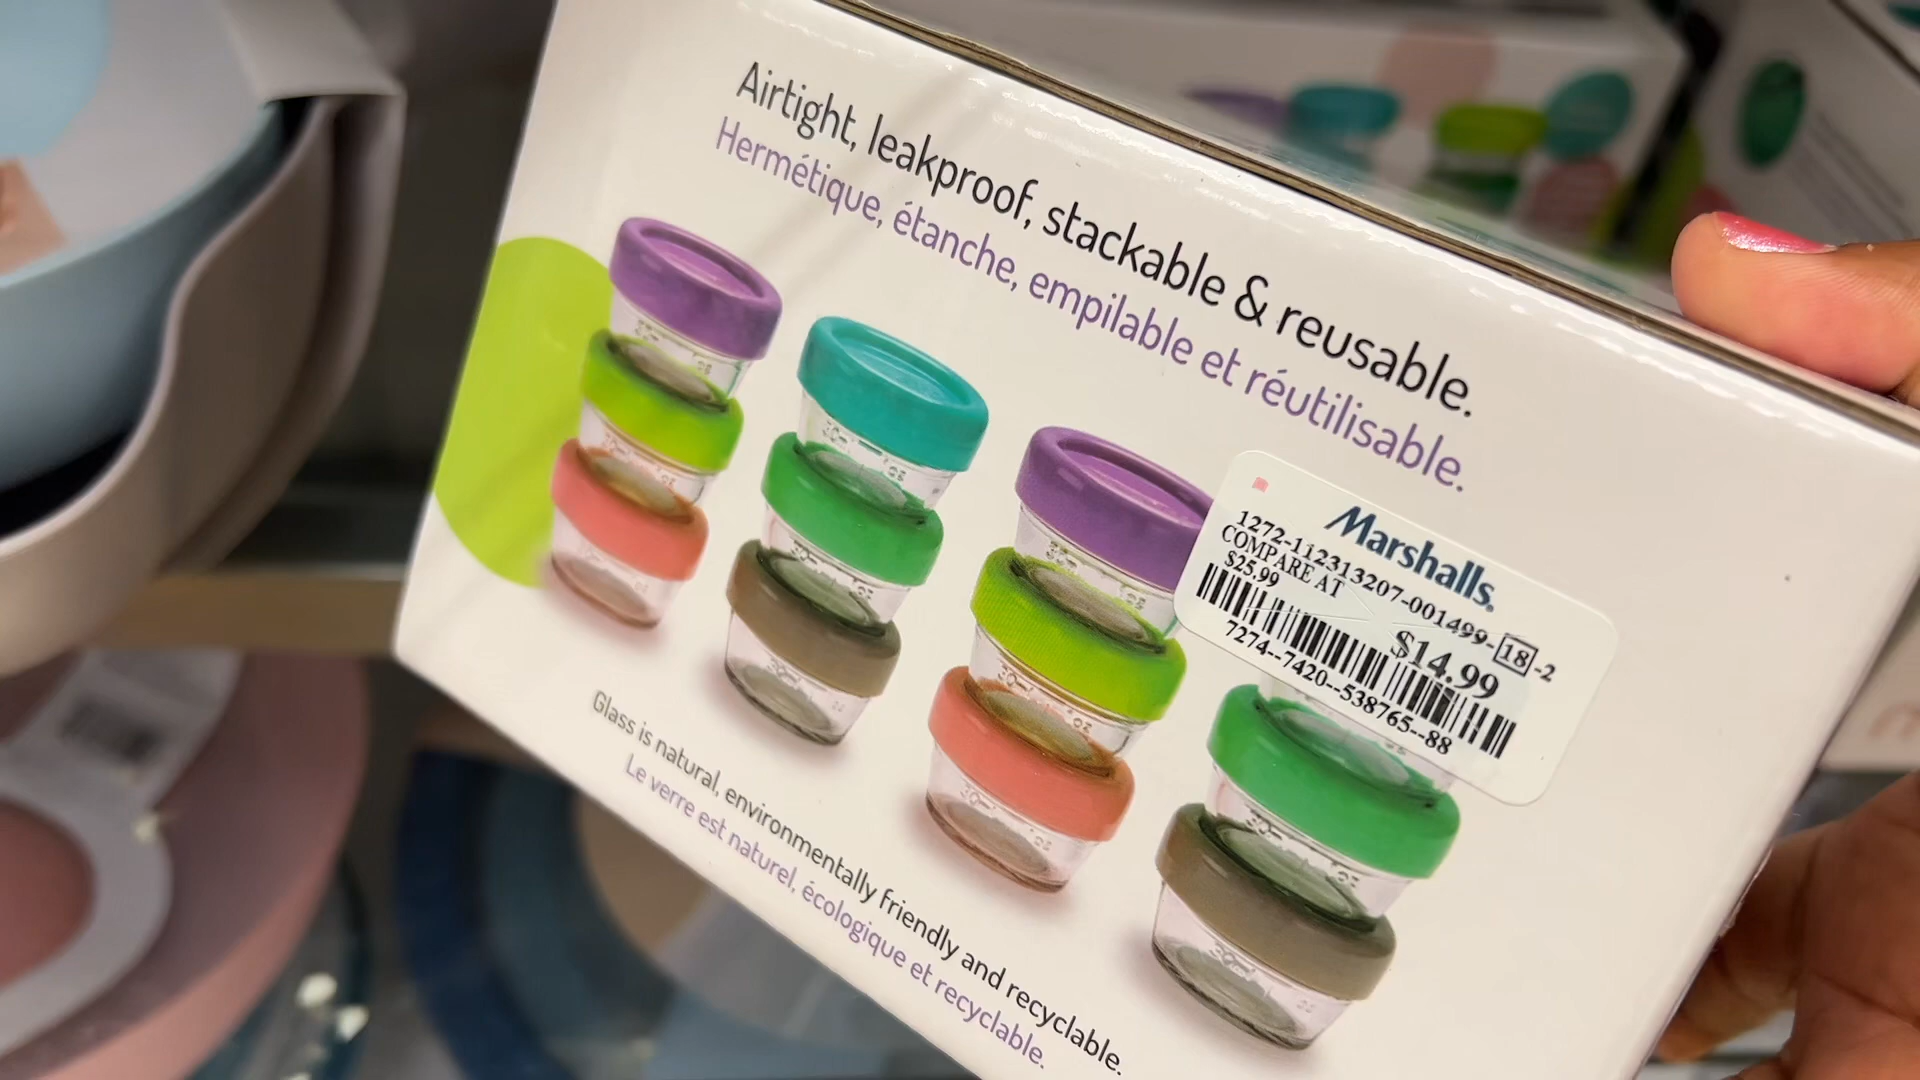 Airtight, leakproof, stackable & reusable.
Hermétique, étanche, empilable et réutilisable.
Marshalls.
1272-112313207-001499-18-2
COMPARE AT
$25.99
$14.99
7274--7420--538765--88
Glass is natural, environmentally friendly and recyclable.
Le verre est naturel, écologique et recyclable.